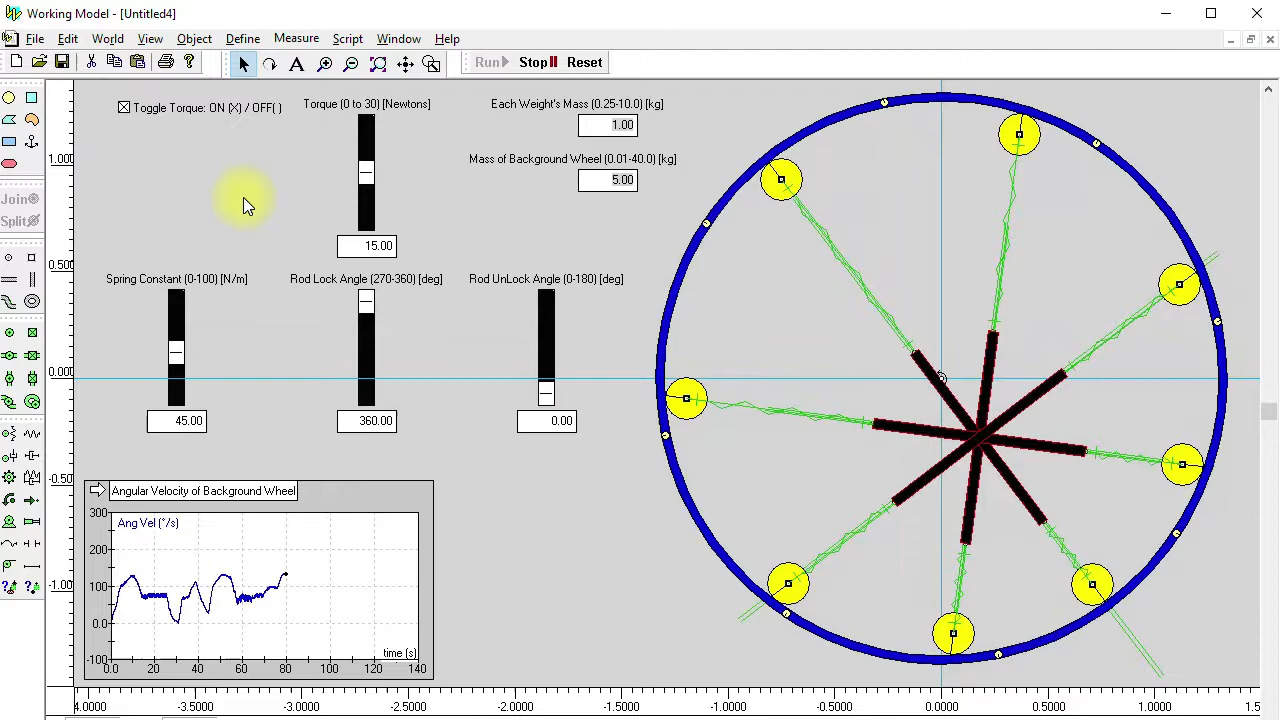 Working Model - [Untitled4]
File Edit World View Object Define Measure Script Window Help
Run Stop Reset
Toggle Torque: ON (X) / OFF( )
Torque (0 to 30) [Newtons]
15.00
Each Weight's Mass (0.25-10.0) [kg]
1.00
Mass of Background Wheel (0.01-40.0) [kg]
5.00
Join
Split
Spring Constant (0-100) [N/m]
45.00
Rod Lock Angle (270-360) [deg]
360.00
Rod UnLock Angle (0-180) [deg]
0.00
Angular Velocity of Background Wheel
Ang Vel (°/s)
300
200
100
0.0
-100
0.0 20 40 60 80 100 120 140
time [s]
1.000
0.500
0.000
-0.500
-1.000
4.0000 -3.5000 -3.0000 -2.5000 -2.0000 -1.5000 -1.0000 -0.5000 0.0000 0.5000 1.0000 1.5